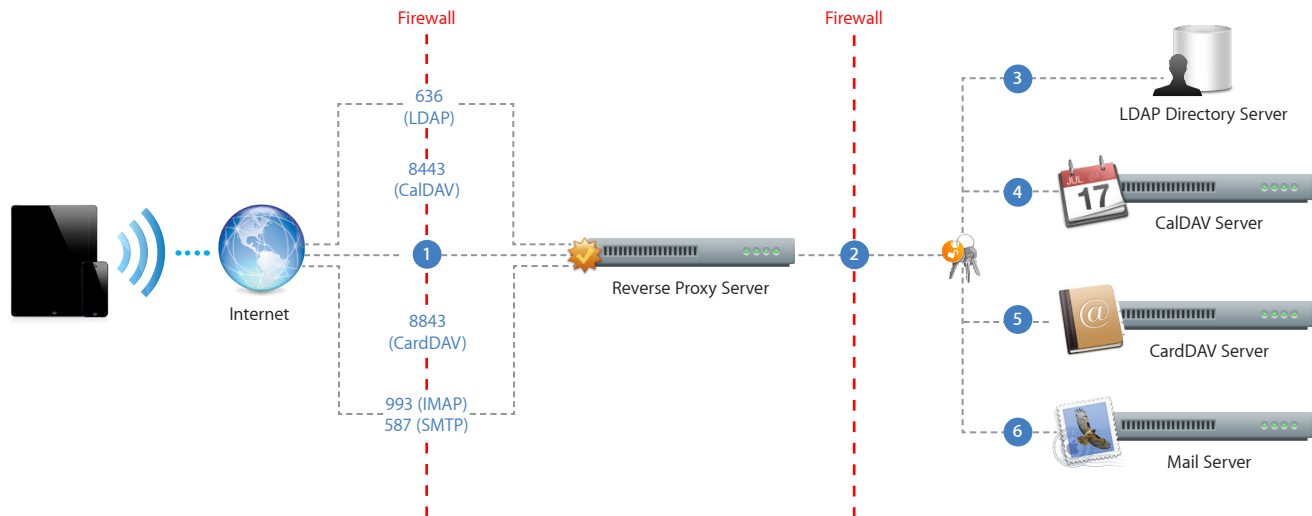 Firewall
Firewall
636
(LDAP)
8443
(CalDAV)
1
8843
(CardDAV)
993 (IMAP)
587 (SMTP)
Internet
Reverse Proxy Server
2
3
LDAP Directory Server
4
JUL
17
CalDAV Server
5
@
CardDAV Server
6
Mail Server